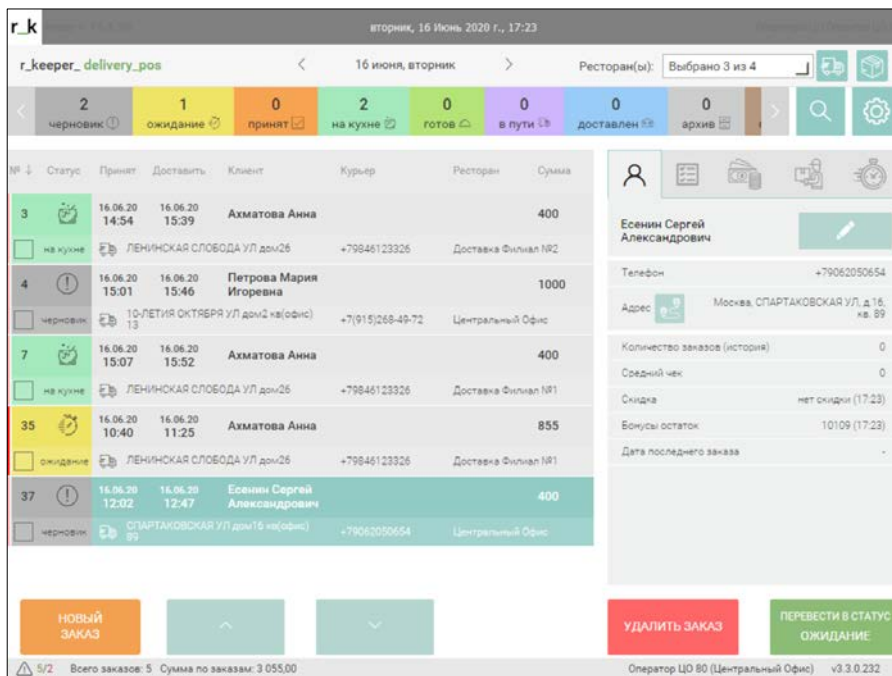 r_k вторник, 16 Июнь 2020 г., 17:23
r_keeper_ delivery_pos < 16 июня, вторник > Ресторан(ы): Выбрано 3 из 4
2 1 0 2 0 0 0 0
черновик ожидание принят на кухне готов в пути доставлен архив
№ ↓ Статус Принят Доставить Клиент Курьер Ресторан Сумма
3 16.06.20 14:54 16.06.20 15:39 Ахматова Анна 400
на кухне ЛЕНИНСКАЯ СЛОБОДА УЛ дом26 +79846123326 Доставка Филиал №2
4 16.06.20 15:01 16.06.20 15:46 Петрова Мария Игоревна 1000
черновик 10-ЛЕТИЯ ОКТЯБРЯ УЛ дом2 кв(офис) 13 +7(915)268-49-72 Центральный Офис
7 16.06.20 15:07 16.06.20 15:52 Ахматова Анна 400
на кухне ЛЕНИНСКАЯ СЛОБОДА УЛ дом26 +79846123326 Доставка Филиал №1
35 16.06.20 10:40 16.06.20 11:25 Ахматова Анна 855
ожидание ЛЕНИНСКАЯ СЛОБОДА УЛ дом26 +79846123326 Доставка Филиал №1
37 16.06.20 12:02 16.06.20 12:47 Есенин Сергей Александрович 400
черновик СПАРТАКОВСКАЯ УЛ дом16 кв(офис) 89 +79062050654 Центральный Офис
Есенин Сергей
Александрович
Телефон +79062050654
Адрес Москва, СПАРТАКОВСКАЯ УЛ, д.16, кв. 89
Количество заказов (история) 0
Средний чек 0
Скидка нет скидки (17:23)
Бонусы остаток 10109 (17:23)
Дата последнего заказа -
НОВЫЙ
ЗАКАЗ
УДАЛИТЬ ЗАКАЗ
ПЕРЕВЕСТИ В СТАТУС
ОЖИДАНИЕ
5/2 Всего заказов: 5 Сумма по заказам: 3 055,00 Оператор ЦО 80 (Центральный Офис) v3.3.0.232